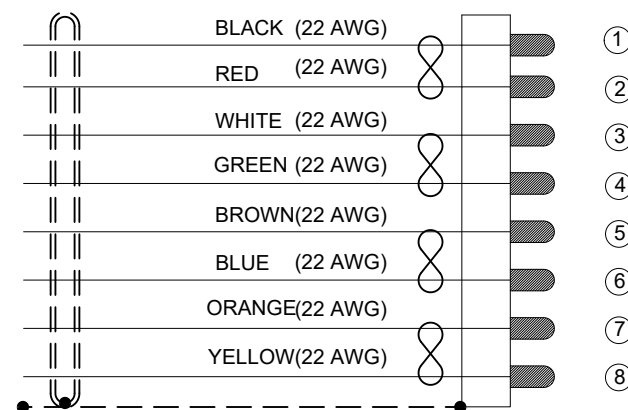 BLACK (22 AWG) 1
RED (22 AWG) 2
WHITE (22 AWG) 3
GREEN (22 AWG) 4
BROWN(22 AWG) 5
BLUE (22 AWG) 6
ORANGE(22 AWG) 7
YELLOW(22 AWG) 8